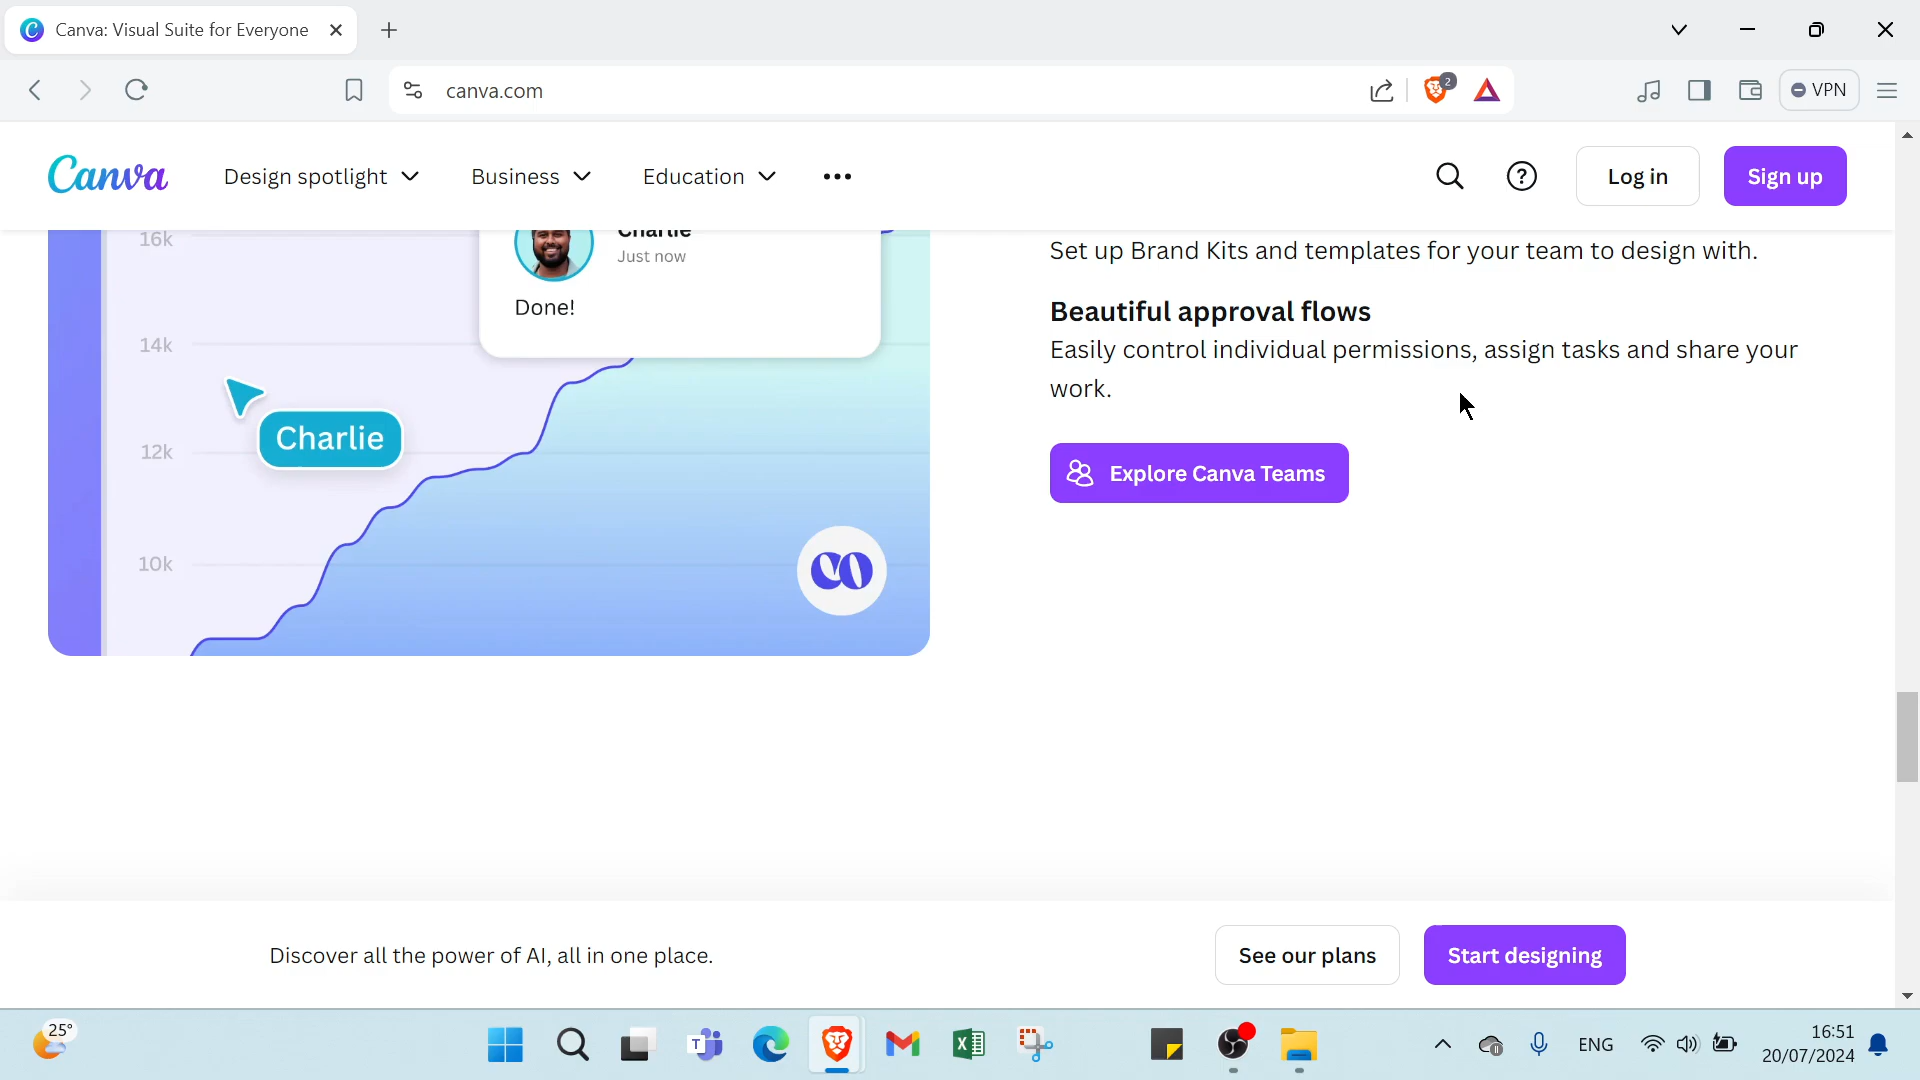 Canva: Visual Suite for Everyone
canva.com
2
VPN
Canva
Design spotlight
Business
Education
Log in
Sign up
16k
14k
12k
10k
Charlie
Just now
Done!
Charlie
Set up Brand Kits and templates for your team to design with.
Beautiful approval flows
Easily control individual permissions, assign tasks and share your
work.
Explore Canva Teams
Discover all the power of AI, all in one place.
See our plans
Start designing
25°
ENG
16:51
20/07/2024